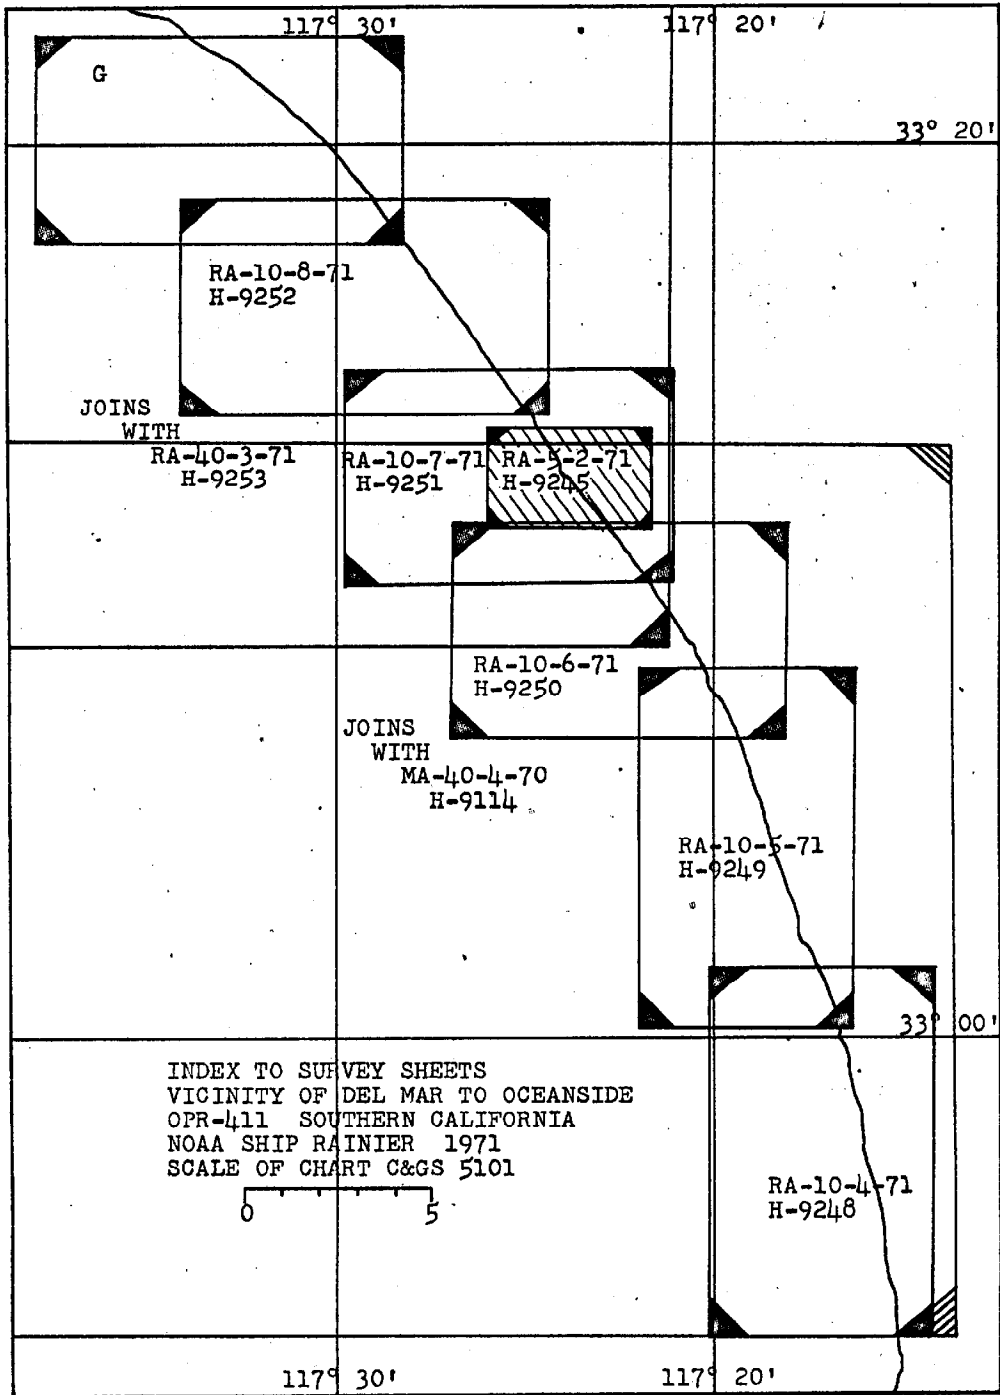 117° 30' 117° 20'
G
33° 20'
RA-10-8-71
H-9252
JOINS
WITH
RA-40-3-71
H-9253
RA-10-7-71
H-9251
RA-5-2-71
H-9245
RA-10-6-71
H-9250
JOINS
WITH
MA-40-4-70
H-9114
RA-10-5-71
H-9249
33° 00'
INDEX TO SURVEY SHEETS
VICINITY OF DEL MAR TO OCEANSIDE
OPR-411 SOUTHERN CALIFORNIA
NOAA SHIP RAINIER 1971
SCALE OF CHART C&GS 5101
0 5
RA-10-4-71
H-9248
117° 30' 117° 20'